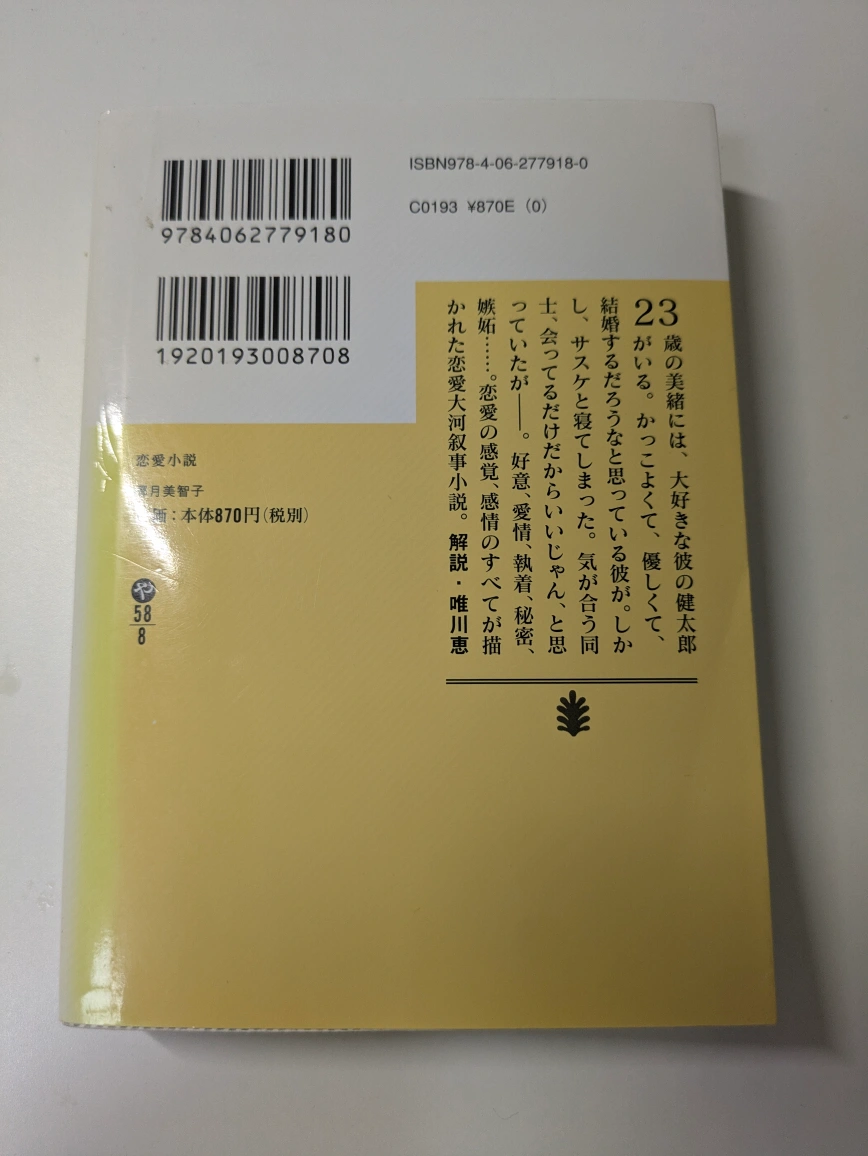 9784062779180
ISBN978-4-06-277918-0
C0193 ¥870E (0)
1920193008708
23歳の美緒には、大好きな彼の健太郎
がいる。かっこよくて、優しくて、
結婚するだろうなと思っている彼が。しか
し、サスケと寝てしまった。気が合う同
士、会ってるだけだからいいじゃん、と思
っていたが――。好意、愛情、執着、秘密、
嫉妬……。恋愛の感覚、感情のすべてが描
かれた恋愛大河叙事小説。解説・唯川恵
恋愛小説
月美智子
価：本体870円（税別）
や
58
8